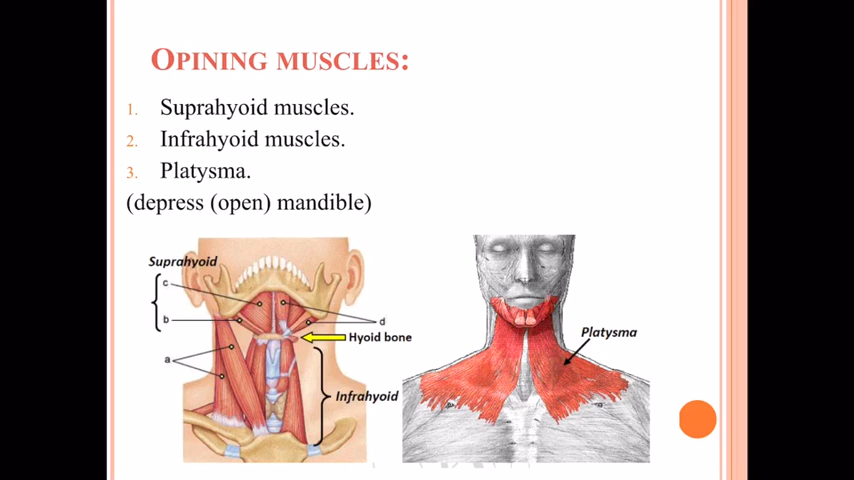 OPINING MUSCLES:
1. Suprahyoid muscles.
2. Infrahyoid muscles.
3. Platysma.
(depress (open) mandible)
Suprahyoid
c
b
d
Hyoid bone
a
Infrahyoid
Platysma